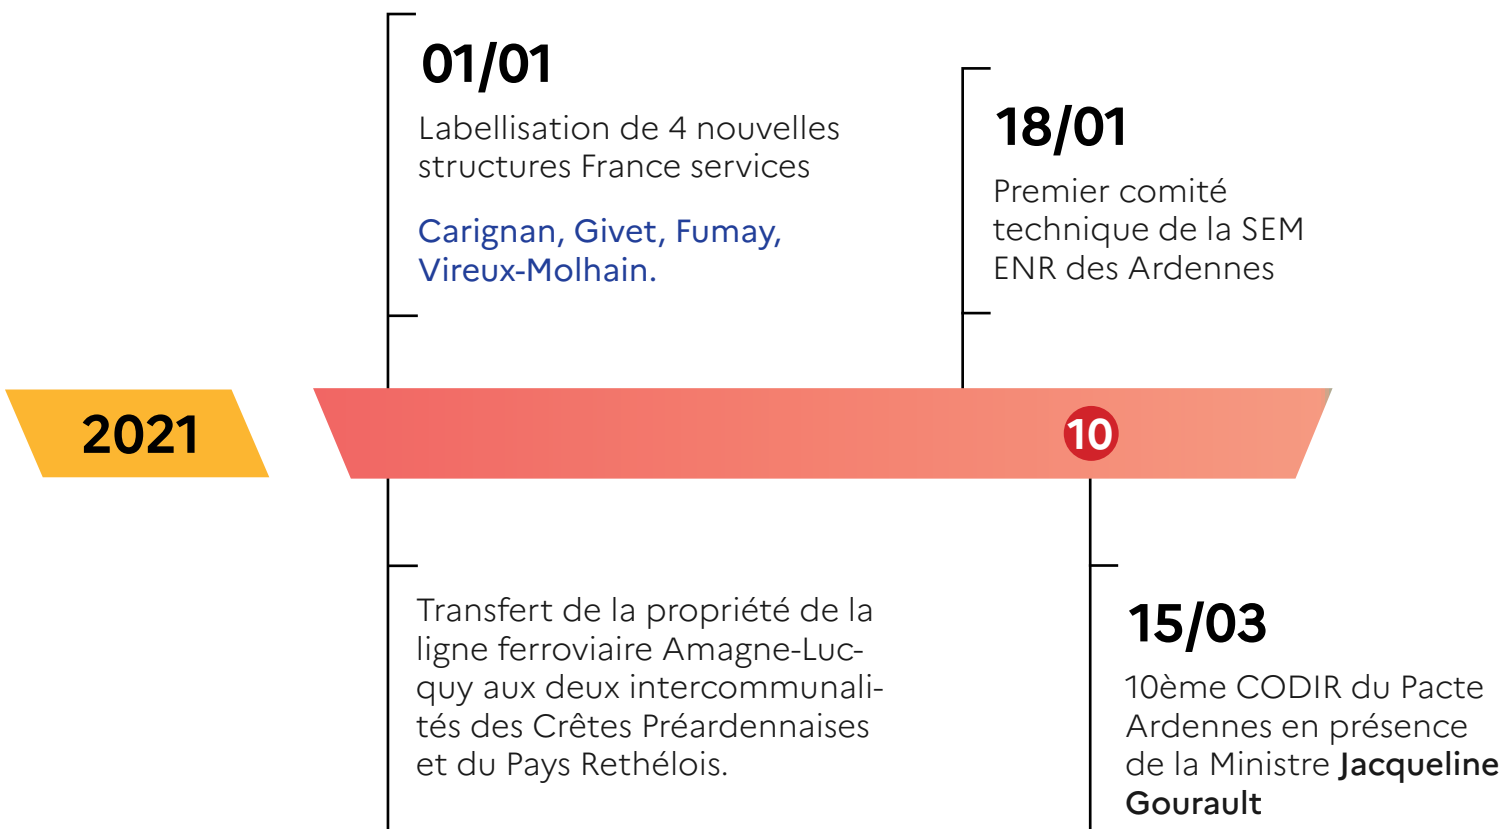 01/01
Labellisation de 4 nouvelles
structures France services
Carignan, Givet, Fumay,
Vireux-Molhain.
18/01
Premier comité
technique de la SEM
ENR des Ardennes
2021
10
Transfert de la propriété de la
ligne ferroviaire Amagne-Luc-
quy aux deux intercommunali-
tés des Crêtes Préardennaises
et du Pays Rethélois.
15/03
10ème CODIR du Pacte
Ardennes en présence
de la Ministre Jacqueline
Gourault